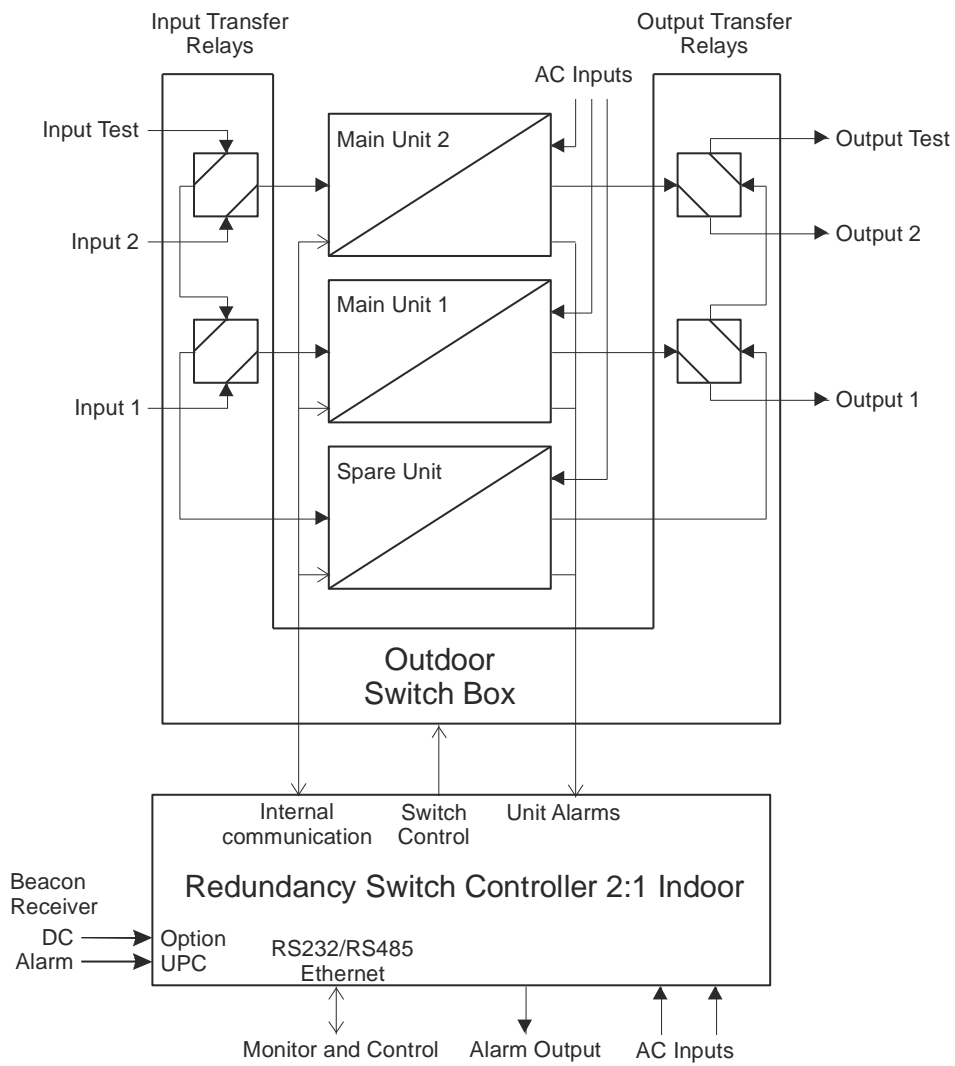 Input Transfer
Relays
Output Transfer
Relays
AC Inputs
Input Test
Main Unit 2
Output Test
Input 2
Output 2
Main Unit 1
Input 1
Output 1
Spare Unit
Outdoor
Switch Box
Internal
communication
Switch
Control
Unit Alarms
Redundancy Switch Controller 2:1 Indoor
Beacon
Receiver
DC
Alarm
Option
UPC
RS232/RS485
Ethernet
Monitor and Control
Alarm Output
AC Inputs